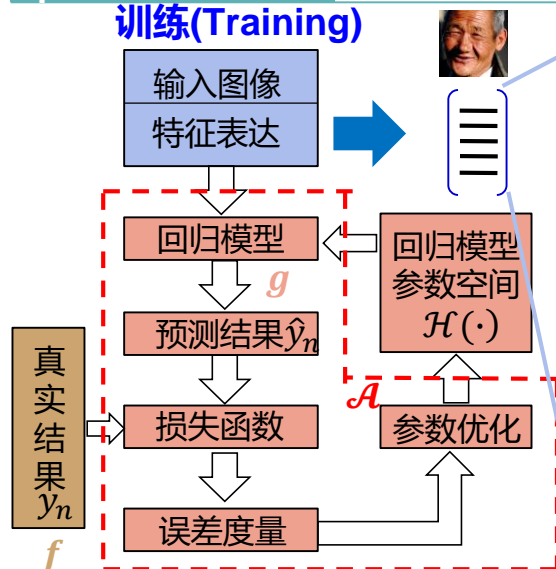 训练(Training)
输入图像
特征表达
回归模型
g
预测结果ŷₙ
损失函数
误差度量
真
实
结
果
yₙ
f
回归模型
参数空间
ℋ(·)
𝒜
参数优化